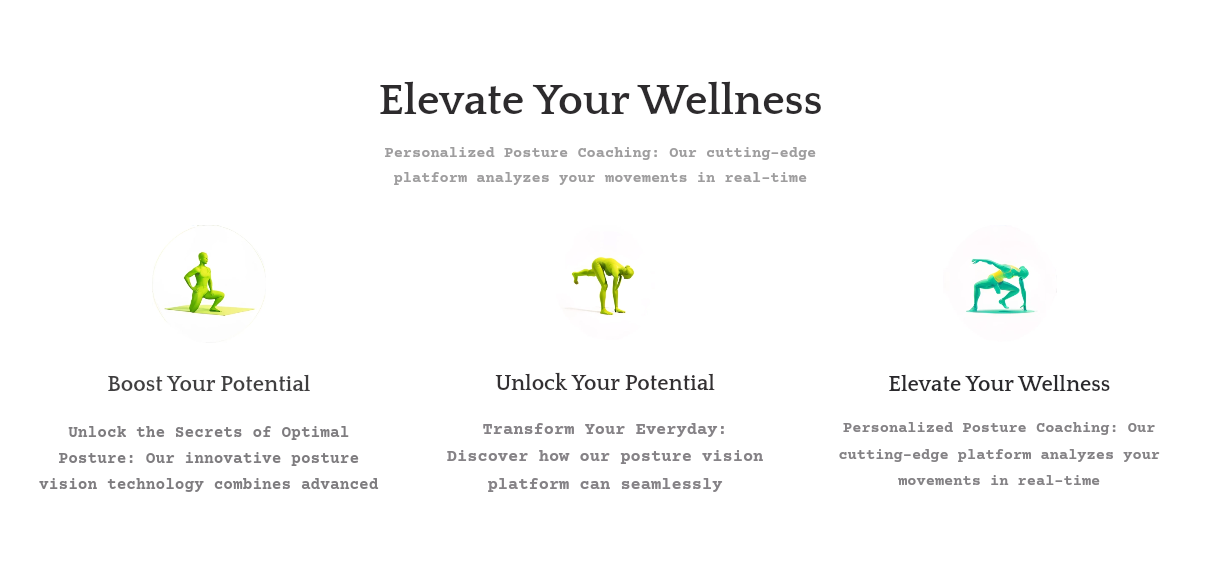 Elevate Your Wellness
Personalized Posture Coaching: Our cutting-edge
platform analyzes your movements in real-time
Boost Your Potential
Unlock the Secrets of Optimal
Posture: Our innovative posture
vision technology combines advanced
Unlock Your Potential
Transform Your Everyday:
Discover how our posture vision
platform can seamlessly
Elevate Your Wellness
Personalized Posture Coaching: Our
cutting-edge platform analyzes your
movements in real-time